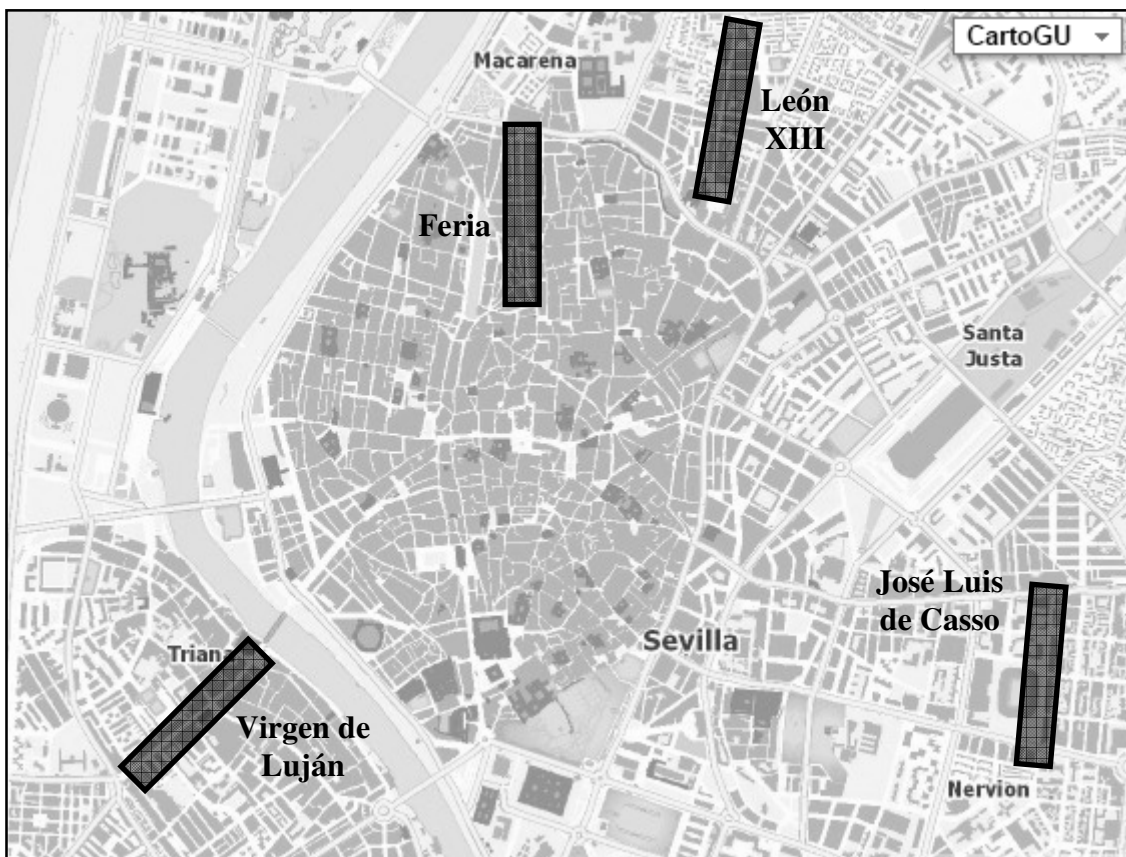 CartoGU
Macarena
León
XIII
Feria
Santa
Justa
José Luis
de Casso
Sevilla
Triana
Virgen de
Luján
Nervion